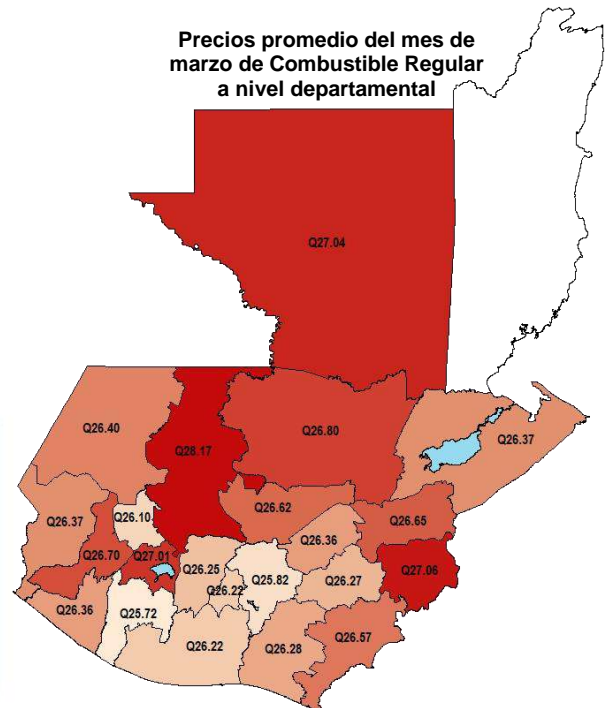 Precios promedio del mes de
marzo de Combustible Regular
a nivel departamental
Q27.04
Q26.40
Q28.17
Q26.80
Q26.37
Q26.37
Q26.10
Q26.62
Q26.65
Q26.70
Q27.01
Q26.36
Q26.25
Q25.82
Q26.27
Q27.06
Q26.22
Q26.36
Q25.72
Q26.22
Q26.28
Q26.57